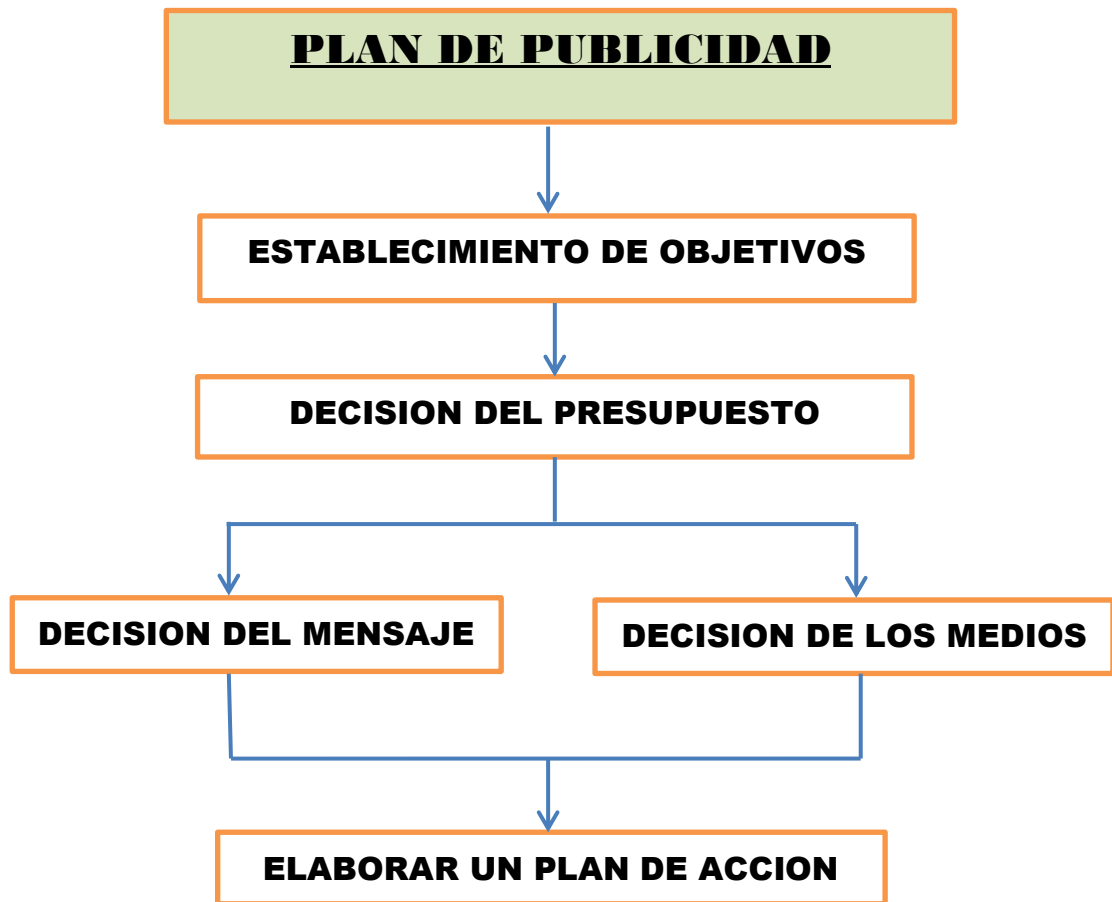 PLAN DE PUBLICIDAD
ESTABLECIMIENTO DE OBJETIVOS
DECISION DEL PRESUPUESTO
DECISION DEL MENSAJE
DECISION DE LOS MEDIOS
ELABORAR UN PLAN DE ACCION